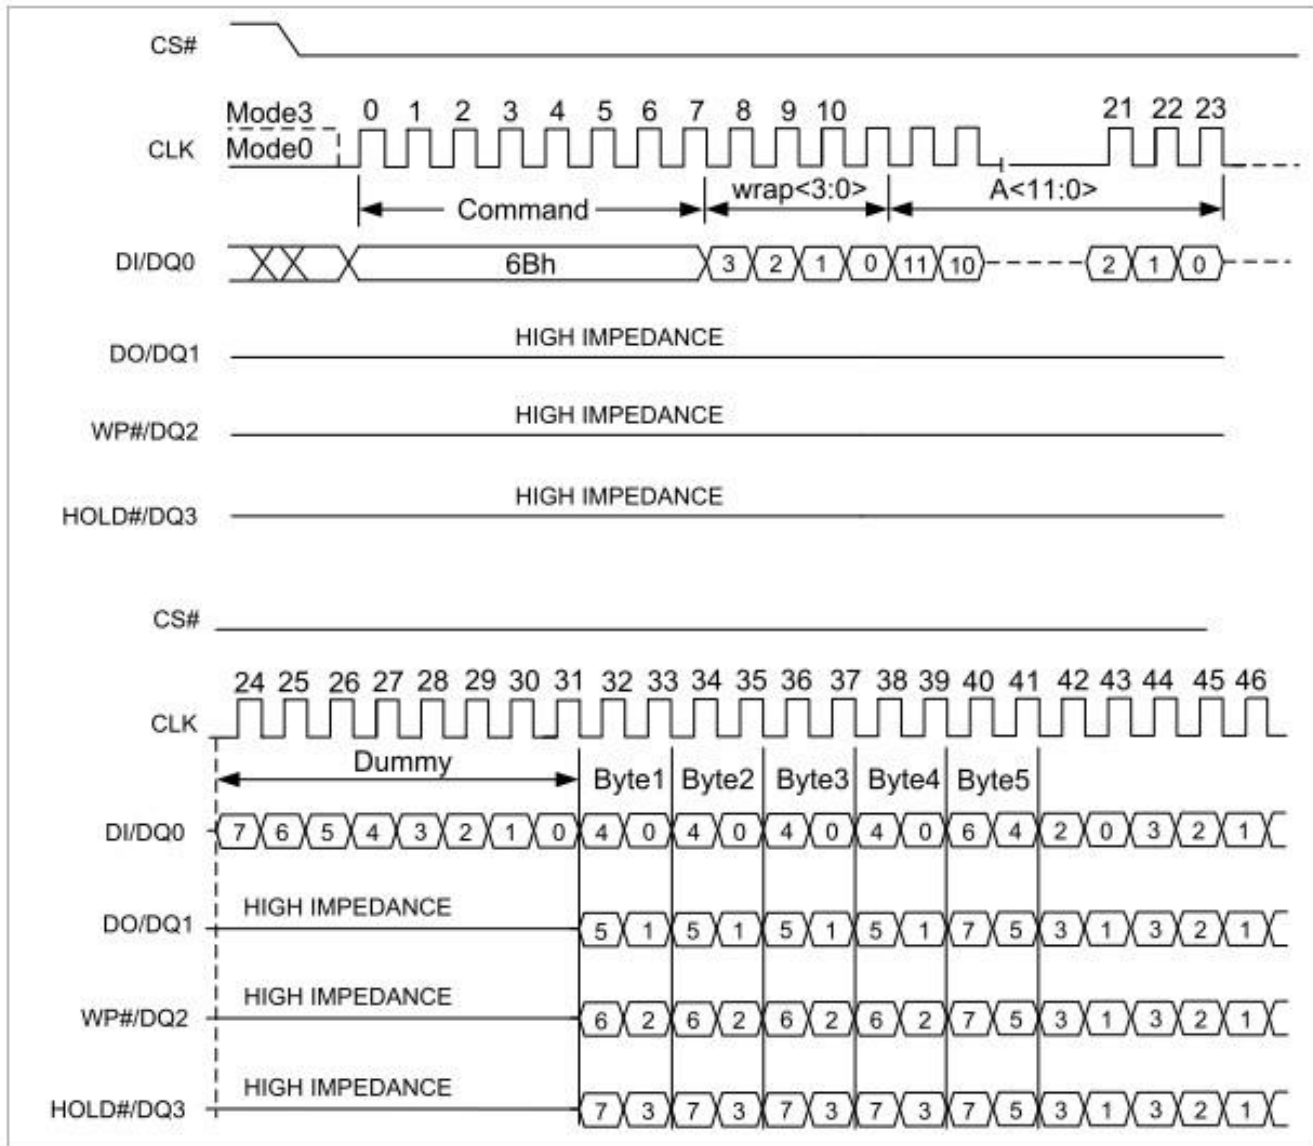 CS#
Mode3 0 1 2 3 4 5 6 7 8 9 10 21 22 23
CLK Mode0
Command wrap<3:0> A<11:0>
DI/DQ0 6Bh 3 2 1 0 11 10 2 1 0
HIGH IMPEDANCE
DO/DQ1
HIGH IMPEDANCE
WP#/DQ2
HIGH IMPEDANCE
HOLD#/DQ3
CS#
24 25 26 27 28 29 30 31 32 33 34 35 36 37 38 39 40 41 42 43 44 45 46
CLK
Dummy Byte1 Byte2 Byte3 Byte4 Byte5
DI/DQ0 7 6 5 4 3 2 1 0 4 0 4 0 4 0 4 0 6 4 2 0 3 2 1
HIGH IMPEDANCE
DO/DQ1 5 1 5 1 5 1 5 1 7 5 3 1 3 2 1
HIGH IMPEDANCE
WP#/DQ2 6 2 6 2 6 2 6 2 7 5 3 1 3 2 1
HIGH IMPEDANCE
HOLD#/DQ3 7 3 7 3 7 3 7 3 7 5 3 1 3 2 1